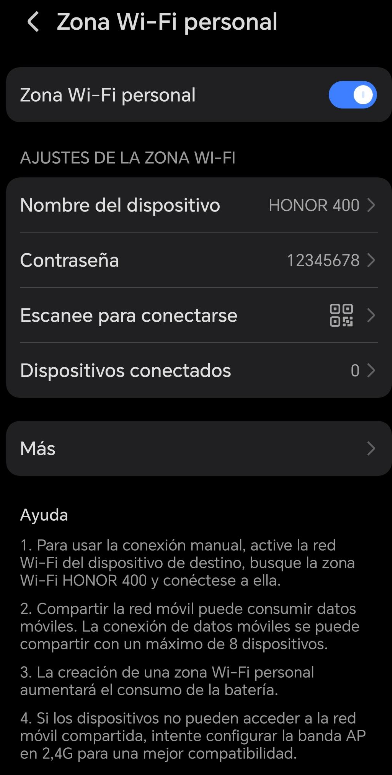 Zona Wi-Fi personal
Zona Wi-Fi personal
AJUSTES DE LA ZONA WI-FI
Nombre del dispositivo HONOR 400
Contraseña 12345678
Escanee para conectarse
Dispositivos conectados 0
Más
Ayuda
1. Para usar la conexión manual, active la red
Wi-Fi del dispositivo de destino, busque la zona
Wi-Fi HONOR 400 y conéctese a ella.
2. Compartir la red móvil puede consumir datos
móviles. La conexión de datos móviles se puede
compartir con un máximo de 8 dispositivos.
3. La creación de una zona Wi-Fi personal
aumentará el consumo de la batería.
4. Si los dispositivos no pueden acceder a la red
móvil compartida, intente configurar la banda AP
en 2,4G para una mejor compatibilidad.